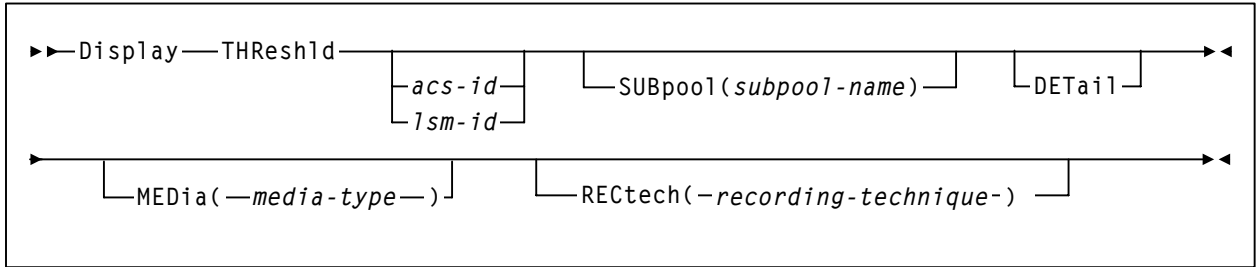 Display THReshld
acs-id
lsm-id
SUBpool(subpool-name)
DETail
MEDia( media-type )
RECtech( recording-technique )